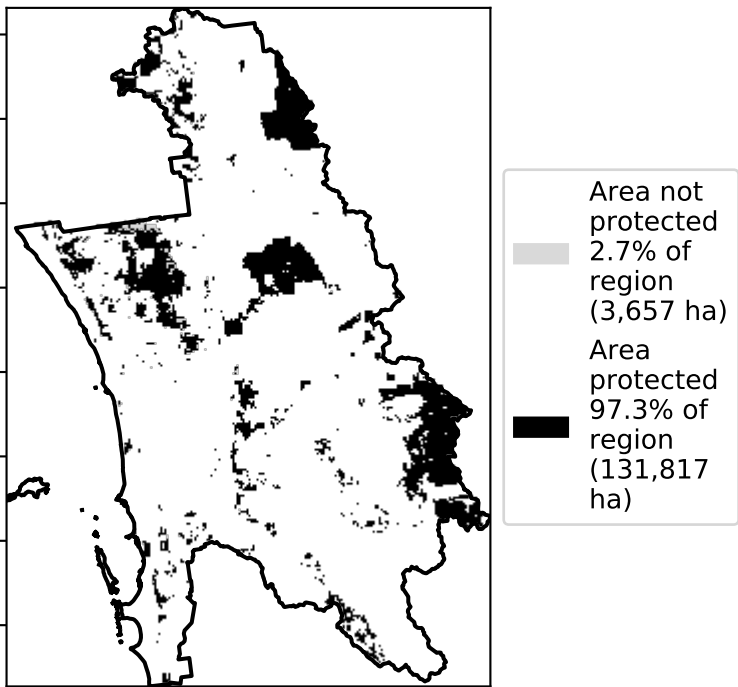 Area not
protected
2.7% of
region
(3,657 ha)
Area
protected
97.3% of
region
(131,817
ha)